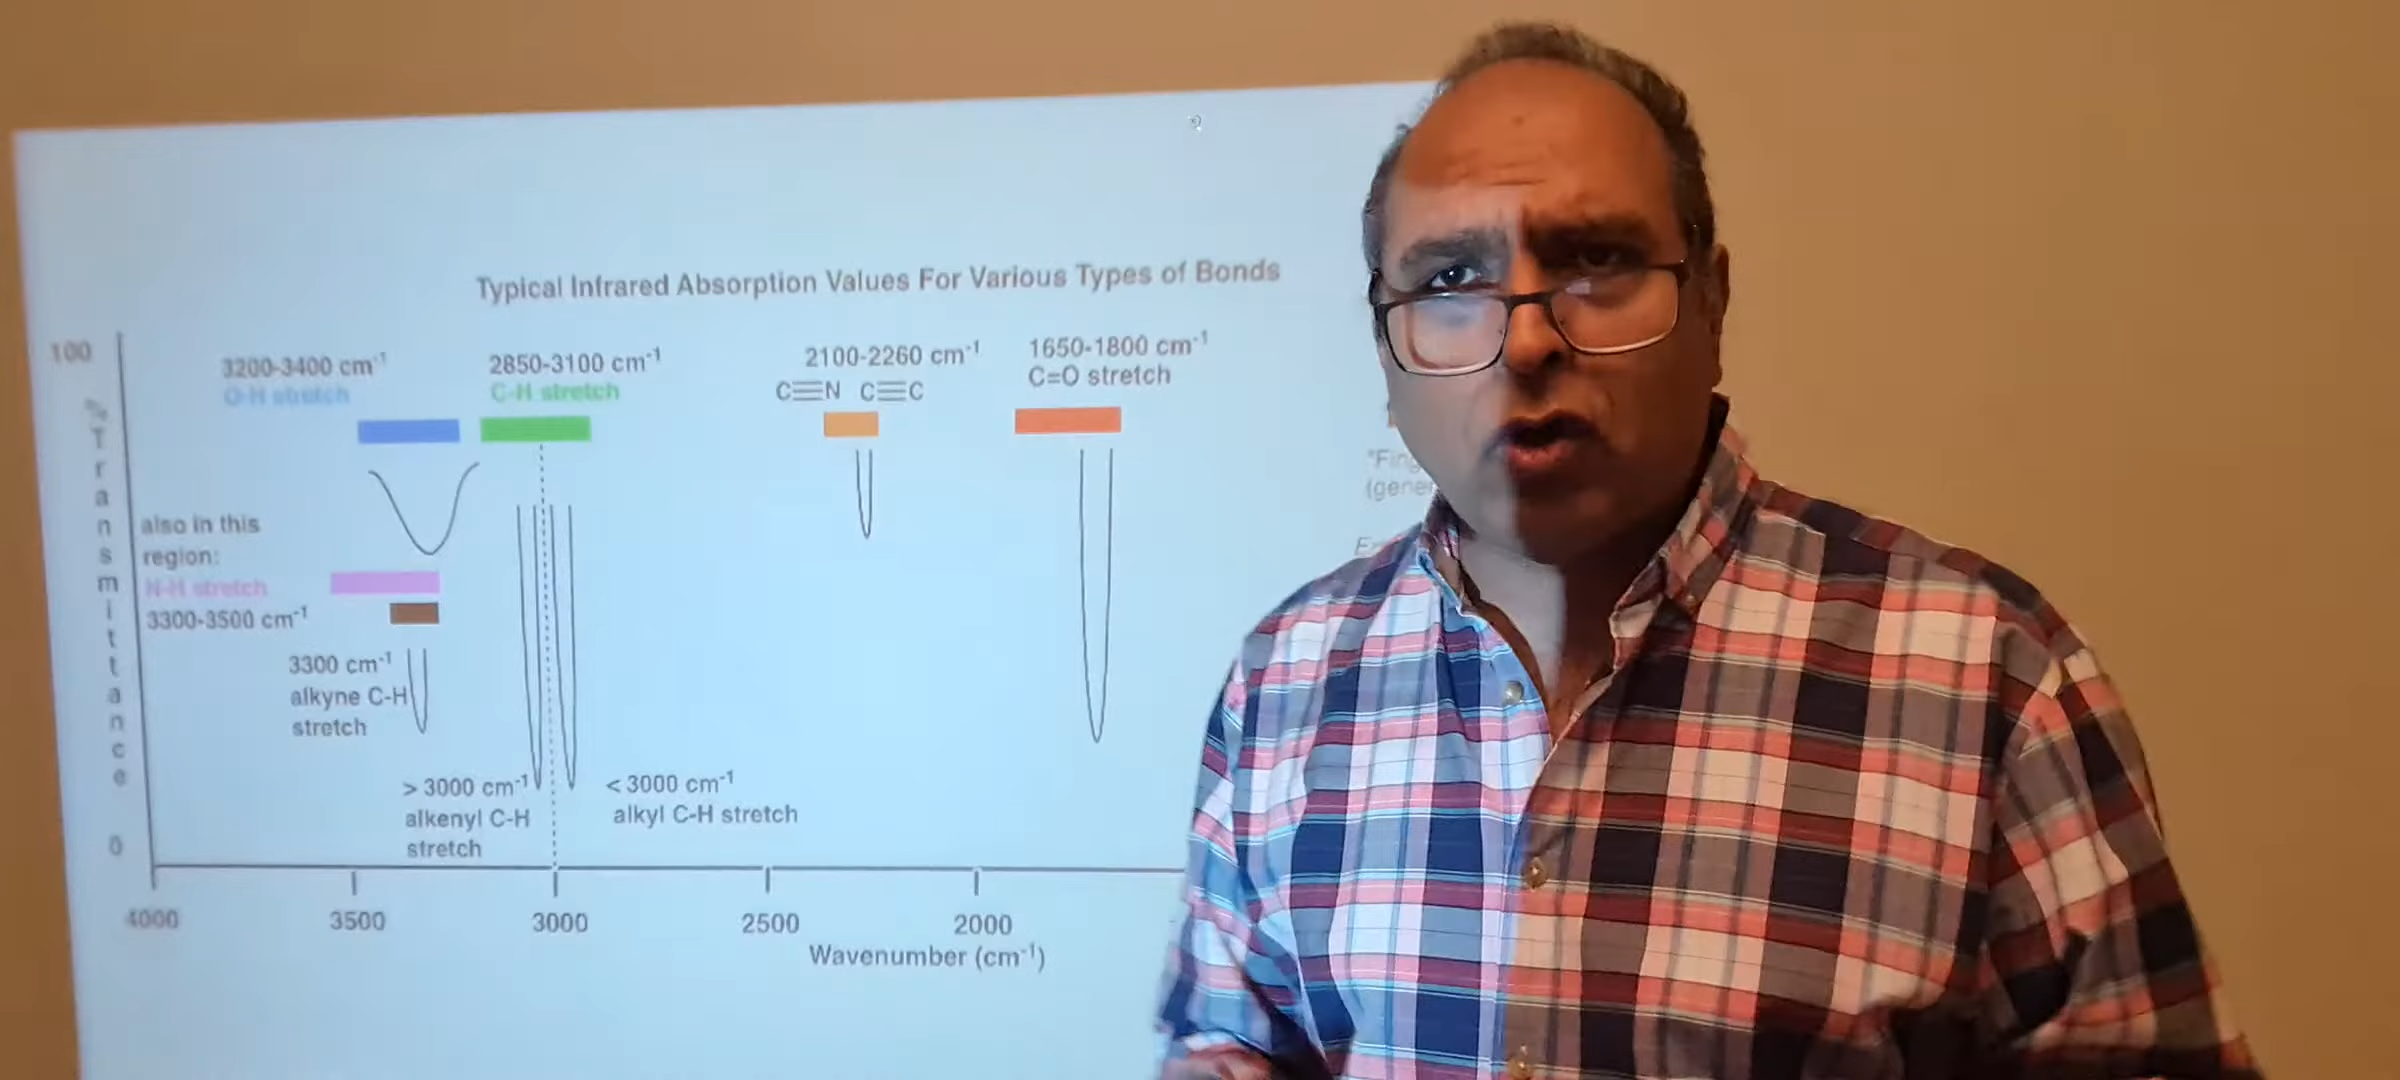 Typical Infrared Absorption Values For Various Types of Bonds
100
% Transmittance
0
3200-3400 cm⁻¹
O-H stretch
2850-3100 cm⁻¹
C-H stretch
2100-2260 cm⁻¹
C≡N C≡C
1650-1800 cm⁻¹
C=O stretch
also in this
region:
N-H stretch
3300-3500 cm⁻¹
3300 cm⁻¹
alkyne C-H
stretch
> 3000 cm⁻¹
alkenyl C-H
stretch
< 3000 cm⁻¹
alkyl C-H stretch
4000 3500 3000 2500 2000
Wavenumber (cm⁻¹)